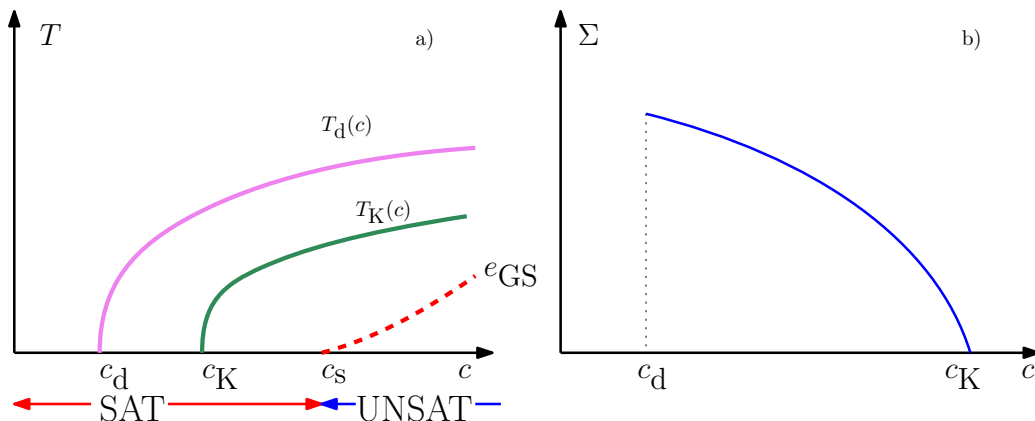 T
a)
T_d(c)
T_K(c)
e_GS
c_d
c_K
c_s
c
SAT
UNSAT
Σ
b)
c_d
c_K
c